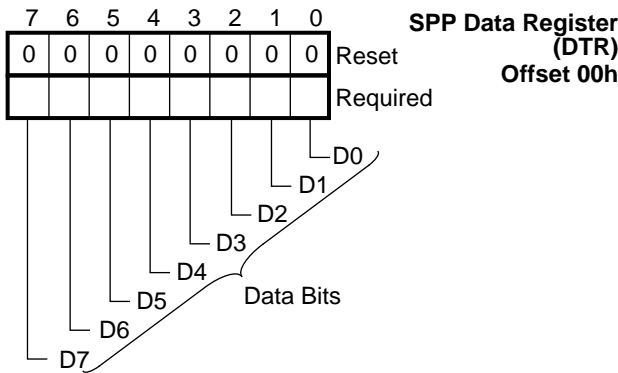 7 6 5 4 3 2 1 0
SPP Data Register
(DTR)
Offset 00h
0 0 0 0 0 0 0 0 Reset
Required
D0
D1
D2
D3
D4
D5
D6
D7
Data Bits